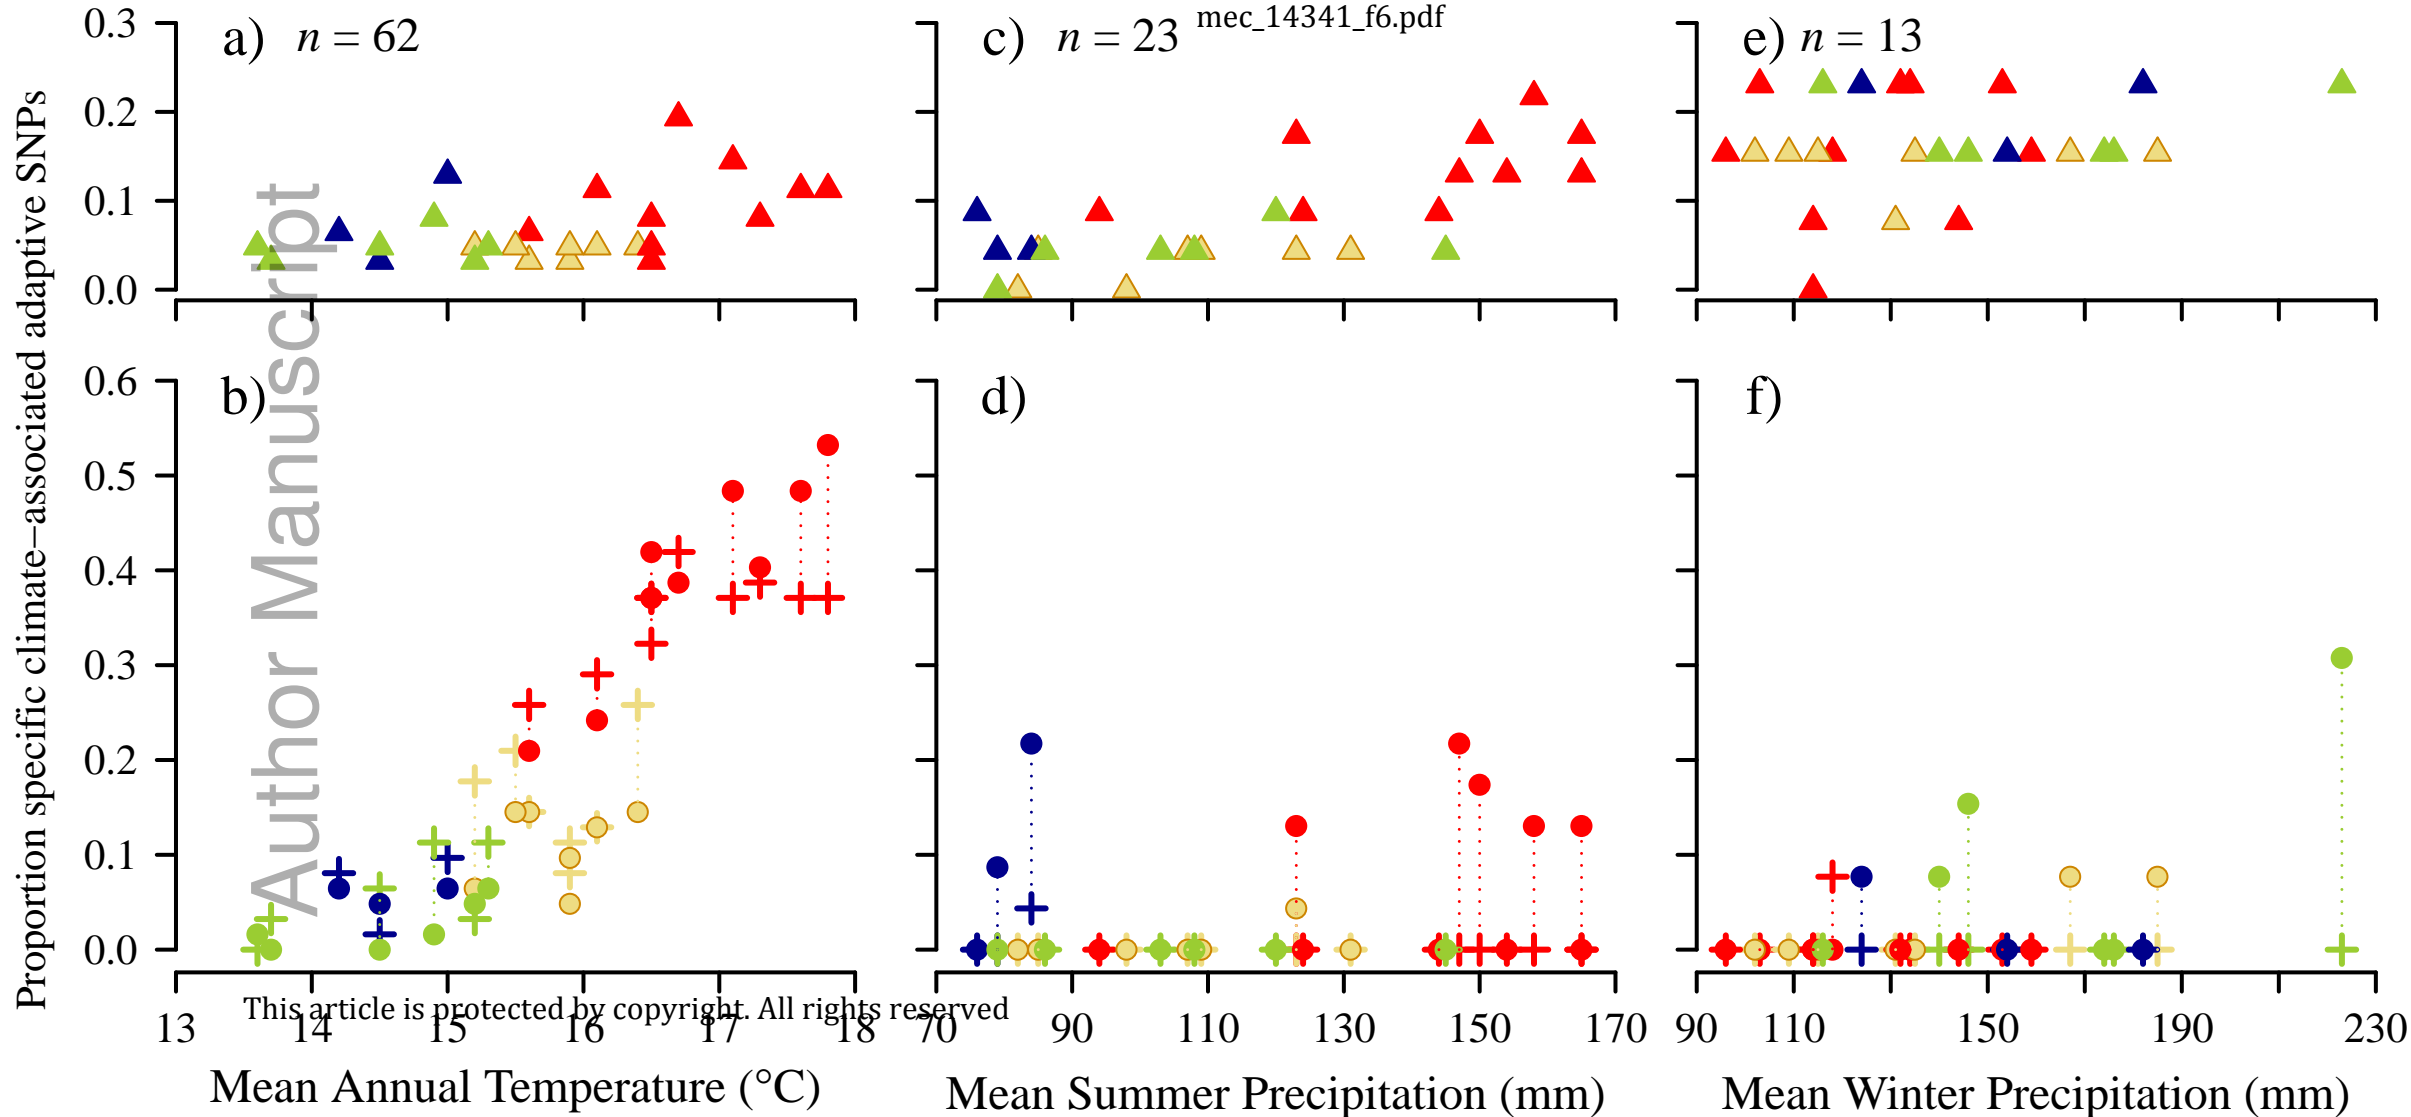 mec_14341_f6.pdf
a) n = 62
c) n = 23
e) n = 13
0.3
0.2
0.1
0.0
b)
d)
f)
0.6
0.5
0.4
0.3
0.2
0.1
0.0
Proportion specific climate–associated adaptive SNPs
Author Manuscript
This article is protected by copyright. All rights reserved
13 14 15 16 17 18
70 90 110 130 150 170
90 110 150 190 230
Mean Annual Temperature (°C)
Mean Summer Precipitation (mm)
Mean Winter Precipitation (mm)